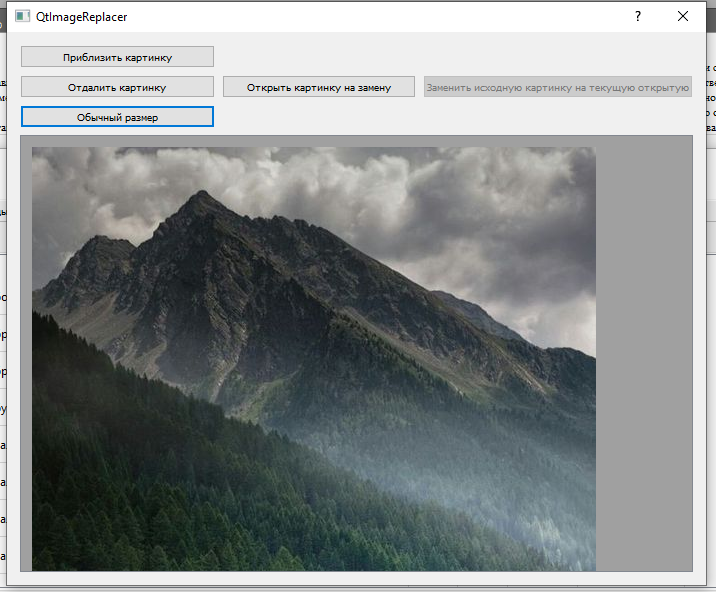 QtImageReplacer
Приблизить картинку
Отдалить картинку
Открыть картинку на замену
Заменить исходную картинку на текущую открытую
Обычный размер